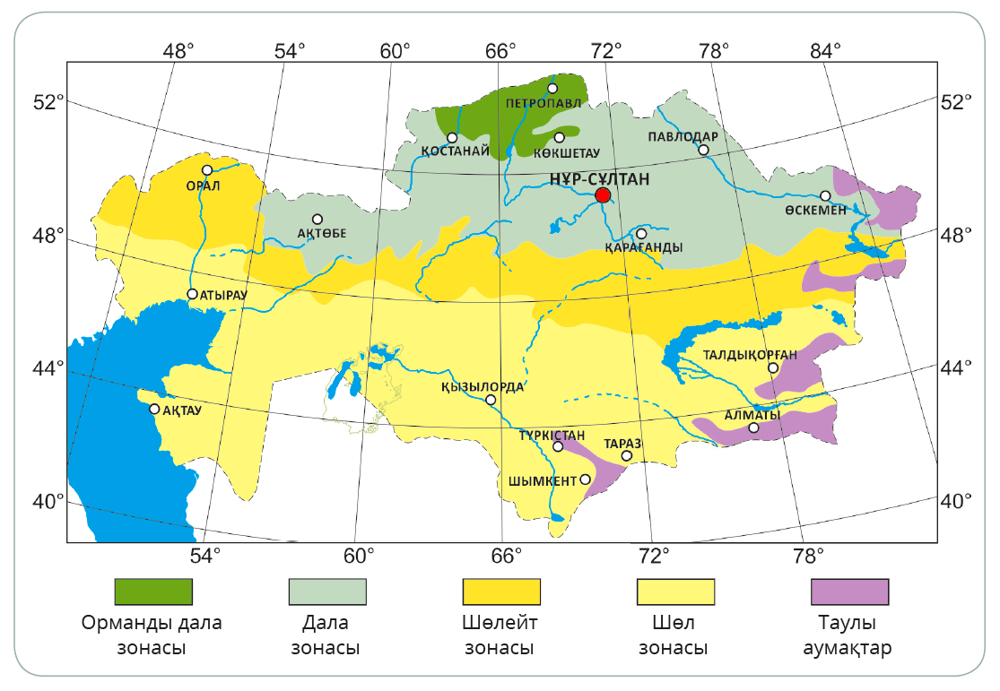 48° 54° 60° 66° 72° 78° 84°
52° 52°
ПЕТРОПАВЛ
ПАВЛОДАР
ҚОСТАНАЙ КӨКШЕТАУ
НҰР-СҰЛТАН
ОРАЛ
ӨСКЕМЕН
АҚТӨБЕ
48° 48°
ҚАРАҒАНДЫ
АТЫРАУ
ТАЛДЫҚОРҒАН
44° 44°
ҚЫЗЫЛОРДА
АҚТАУ
АЛМАТЫ
ТҮРКІСТАН
ТАРАЗ
ШЫМКЕНТ
40° 40°
54° 60° 66° 72° 78°
Орманды дала
зонасы
Дала
зонасы
Шөлейт
зонасы
Шөл
зонасы
Таулы
аумақтар